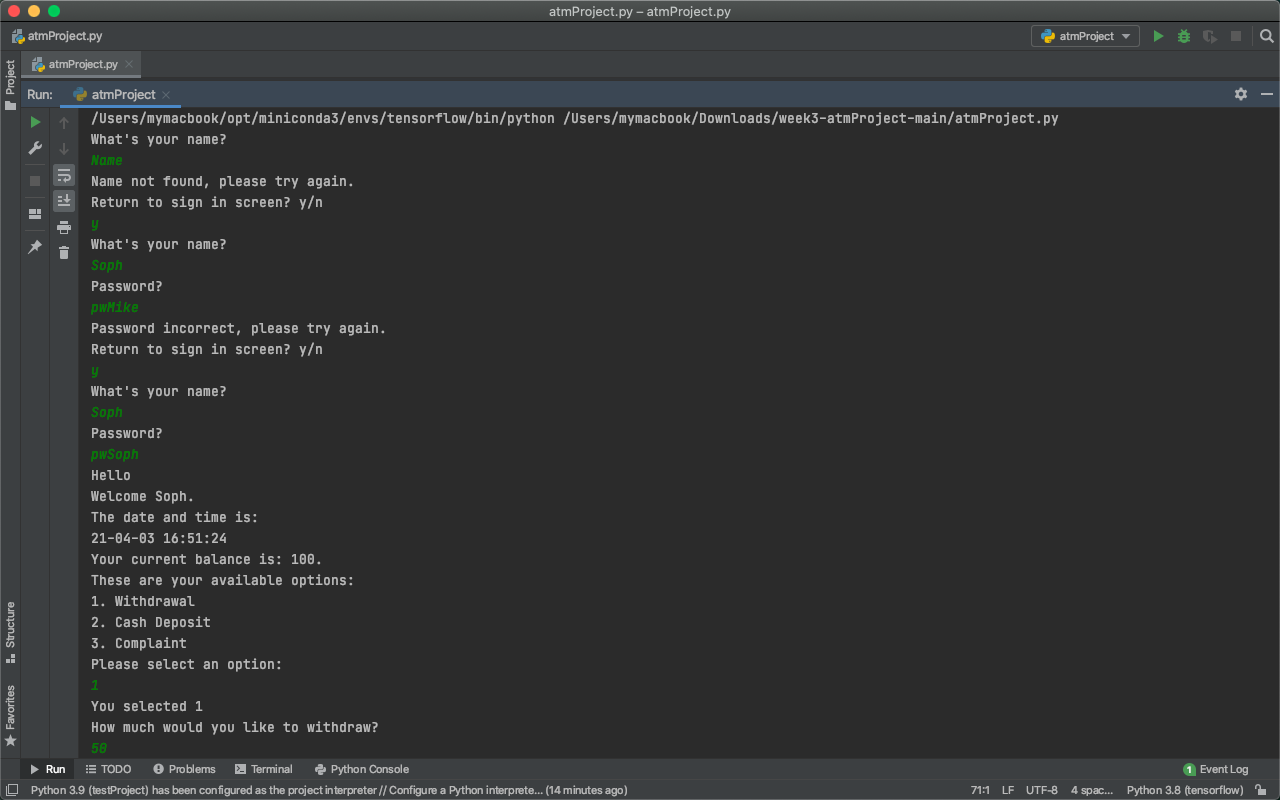 atmProject.py – atmProject.py
atmProject.py
atmProject
Project
atmProject.py
Run:
atmProject
/Users/mymacbook/opt/miniconda3/envs/tensorflow/bin/python /Users/mymacbook/Downloads/week3-atmProject-main/atmProject.py
What's your name?
Name
Name not found, please try again.
Return to sign in screen? y/n
y
What's your name?
Soph
Password?
pwMike
Password incorrect, please try again.
Return to sign in screen? y/n
y
What's your name?
Soph
Password?
pwSoph
Hello
Welcome Soph.
The date and time is:
21-04-03 16:51:24
Your current balance is: 100.
These are your available options:
1. Withdrawal
2. Cash Deposit
3. Complaint
Please select an option:
1
You selected 1
How much would you like to withdraw?
50
Structure
Favorites
Run
TODO
Problems
Terminal
Python Console
1 Event Log
Python 3.9 (testProject) has been configured as the project interpreter // Configure a Python interprete... (14 minutes ago)
71:1 LF UTF-8 4 spac... Python 3.8 (tensorflow)